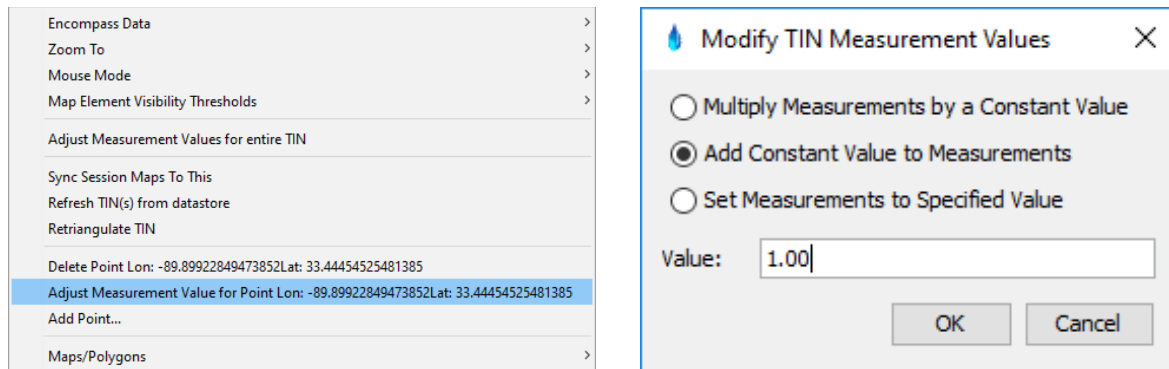 Encompass Data
Zoom To
Mouse Mode
Map Element Visibility Thresholds
Adjust Measurement Values for entire TIN
Sync Session Maps To This
Refresh TIN(s) from datastore
Retriangulate TIN
Delete Point Lon: -89.89922849473852Lat: 33.44454525481385
Adjust Measurement Value for Point Lon: -89.89922849473852Lat: 33.44454525481385
Add Point...
Maps/Polygons
Modify TIN Measurement Values
Multiply Measurements by a Constant Value
Add Constant Value to Measurements
Set Measurements to Specified Value
Value: 1.00
OK Cancel